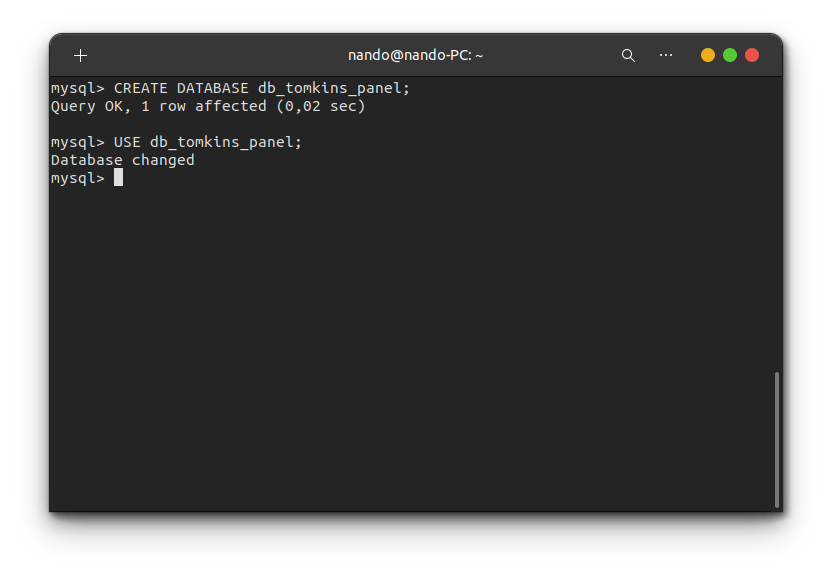 nando@nando-PC: ~
mysql> CREATE DATABASE db_tomkins_panel;
Query OK, 1 row affected (0,02 sec)
mysql> USE db_tomkins_panel;
Database changed
mysql>